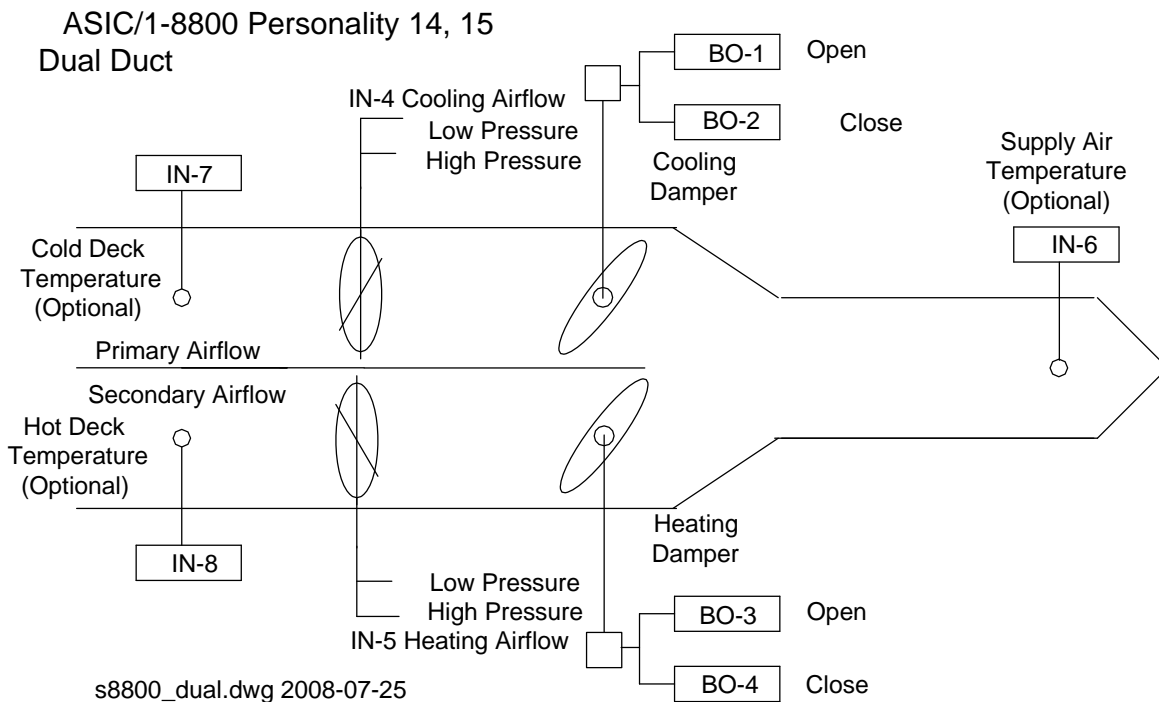 ASIC/1-8800 Personality 14, 15
Dual Duct
BO-1
Open
IN-4 Cooling Airflow
Low Pressure
High Pressure
BO-2
Close
Cooling
Damper
Supply Air
Temperature
(Optional)
IN-7
IN-6
Cold Deck
Temperature
(Optional)
Primary Airflow
Secondary Airflow
Hot Deck
Temperature
(Optional)
IN-8
Heating
Damper
Low Pressure
High Pressure
IN-5 Heating Airflow
BO-3
Open
BO-4
Close
s8800_dual.dwg 2008-07-25